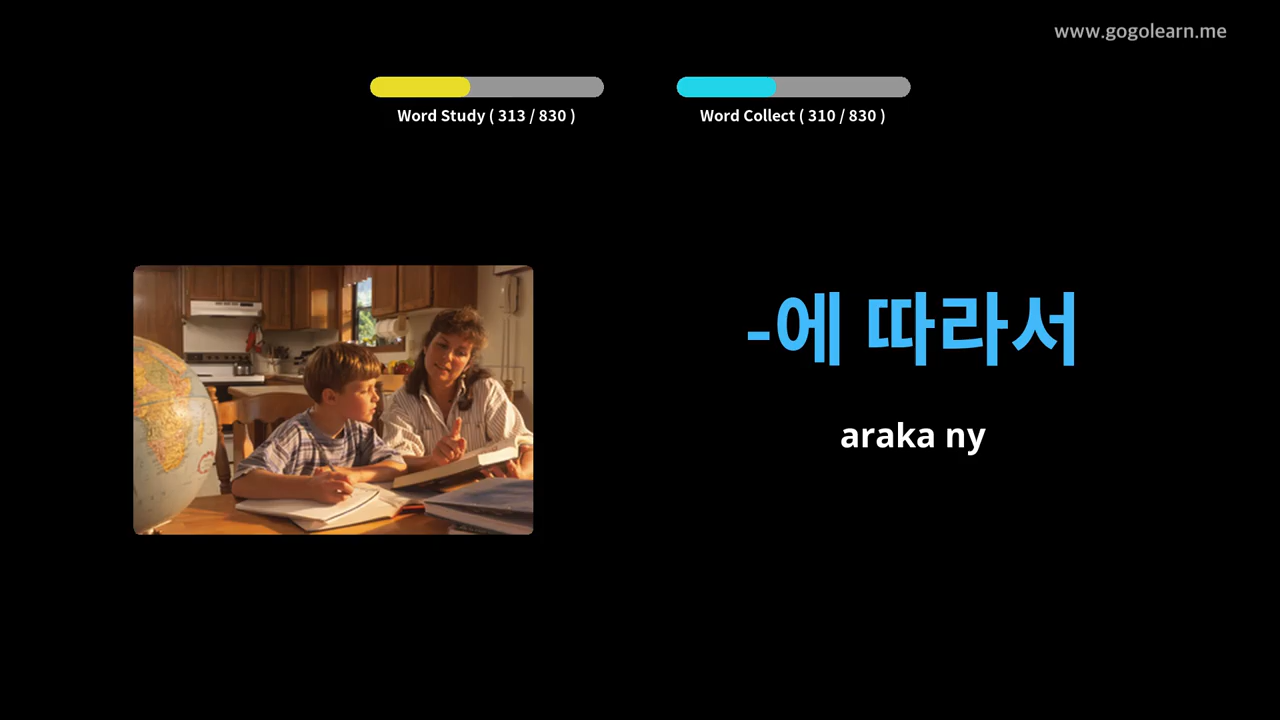 www.gogolearn.me
Word Study ( 313 / 830 )
Word Collect ( 310 / 830 )
-에 따라서
araka ny